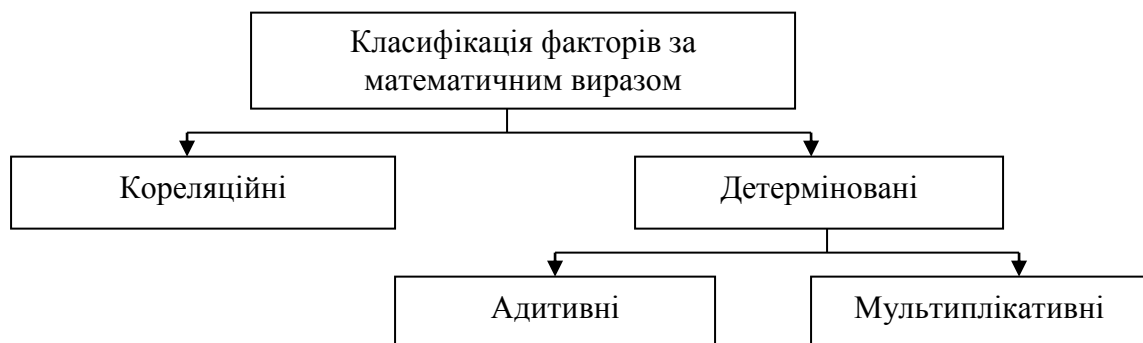 Класифікація факторів за
математичним виразом
Кореляційні
Детерміновані
Адитивні
Мультиплікативні